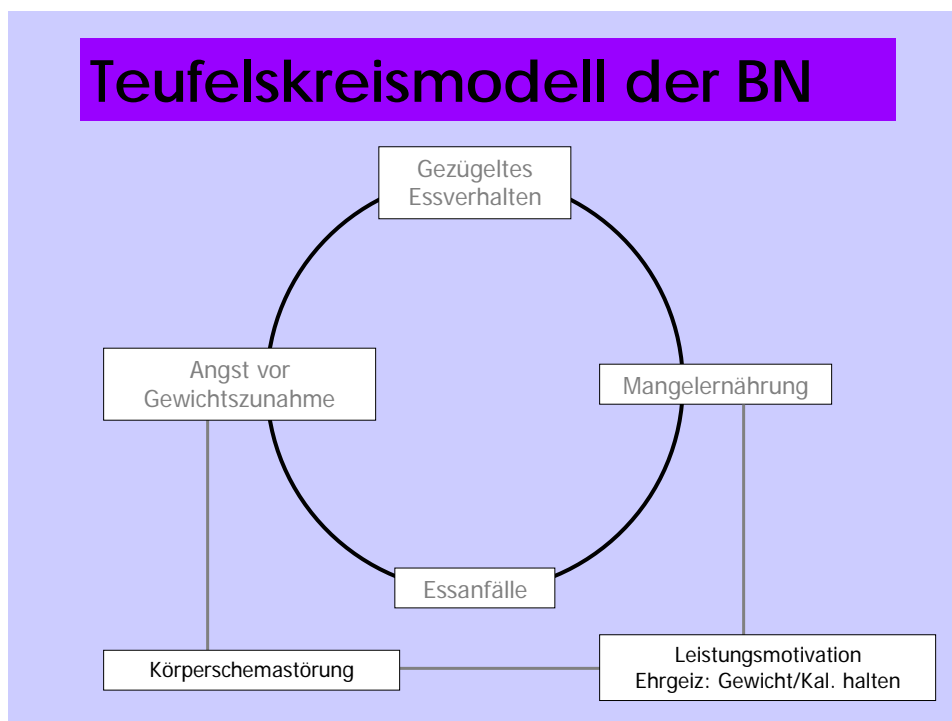 Teufelskreismodell der BN
Gezügeltes
Essverhalten
Angst vor
Gewichtszunahme
Mangelernährung
Essanfälle
Körperschemastörung
Leistungsmotivation
Ehrgeiz: Gewicht/Kal. halten